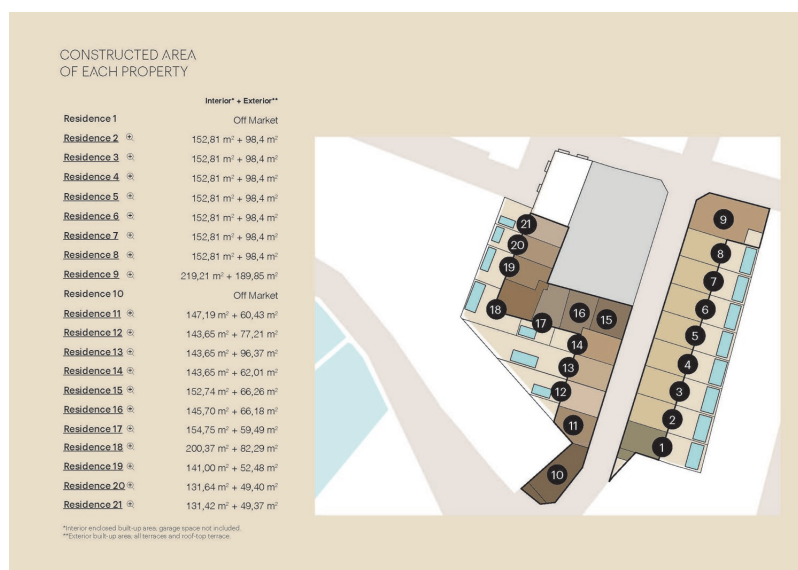 CONSTRUCTED AREA
OF EACH PROPERTY
Interior* + Exterior**
Residence 1 Off Market
Residence 2 152,81 m² + 98,4 m²
Residence 3 152,81 m² + 98,4 m²
Residence 4 152,81 m² + 98,4 m²
Residence 5 152,81 m² + 98,4 m²
Residence 6 152,81 m² + 98,4 m²
Residence 7 152,81 m² + 98,4 m²
Residence 8 152,81 m² + 98,4 m²
Residence 9 219,21 m² + 189,85 m²
Residence 10 Off Market
Residence 11 147,19 m² + 60,43 m²
Residence 12 143,65 m² + 77,21 m²
Residence 13 143,65 m² + 96,37 m²
Residence 14 143,65 m² + 62,01 m²
Residence 15 152,74 m² + 66,26 m²
Residence 16 145,70 m² + 66,18 m²
Residence 17 154,75 m² + 59,49 m²
Residence 18 200,37 m² + 82,29 m²
Residence 19 141,00 m² + 52,48 m²
Residence 20 131,64 m² + 49,40 m²
Residence 21 131,42 m² + 49,37 m²
*Interior enclosed built-up area, garage space not included.
**Exterior built-up area, all terraces and roof-top terrace.
21
20
19
18
17
16
15
14
13
12
11
10
9
8
7
6
5
4
3
2
1